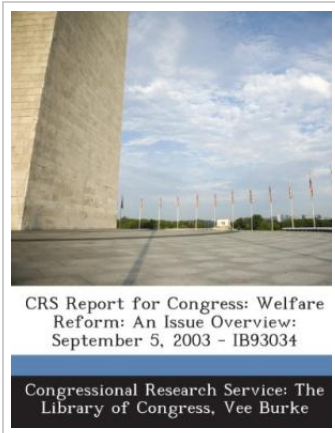 CRS Report for Congress: Welfare
Reform: An Issue Overview:
September 5, 2003 - IB93034
Congressional Research Service: The
Library of Congress, Vee Burke